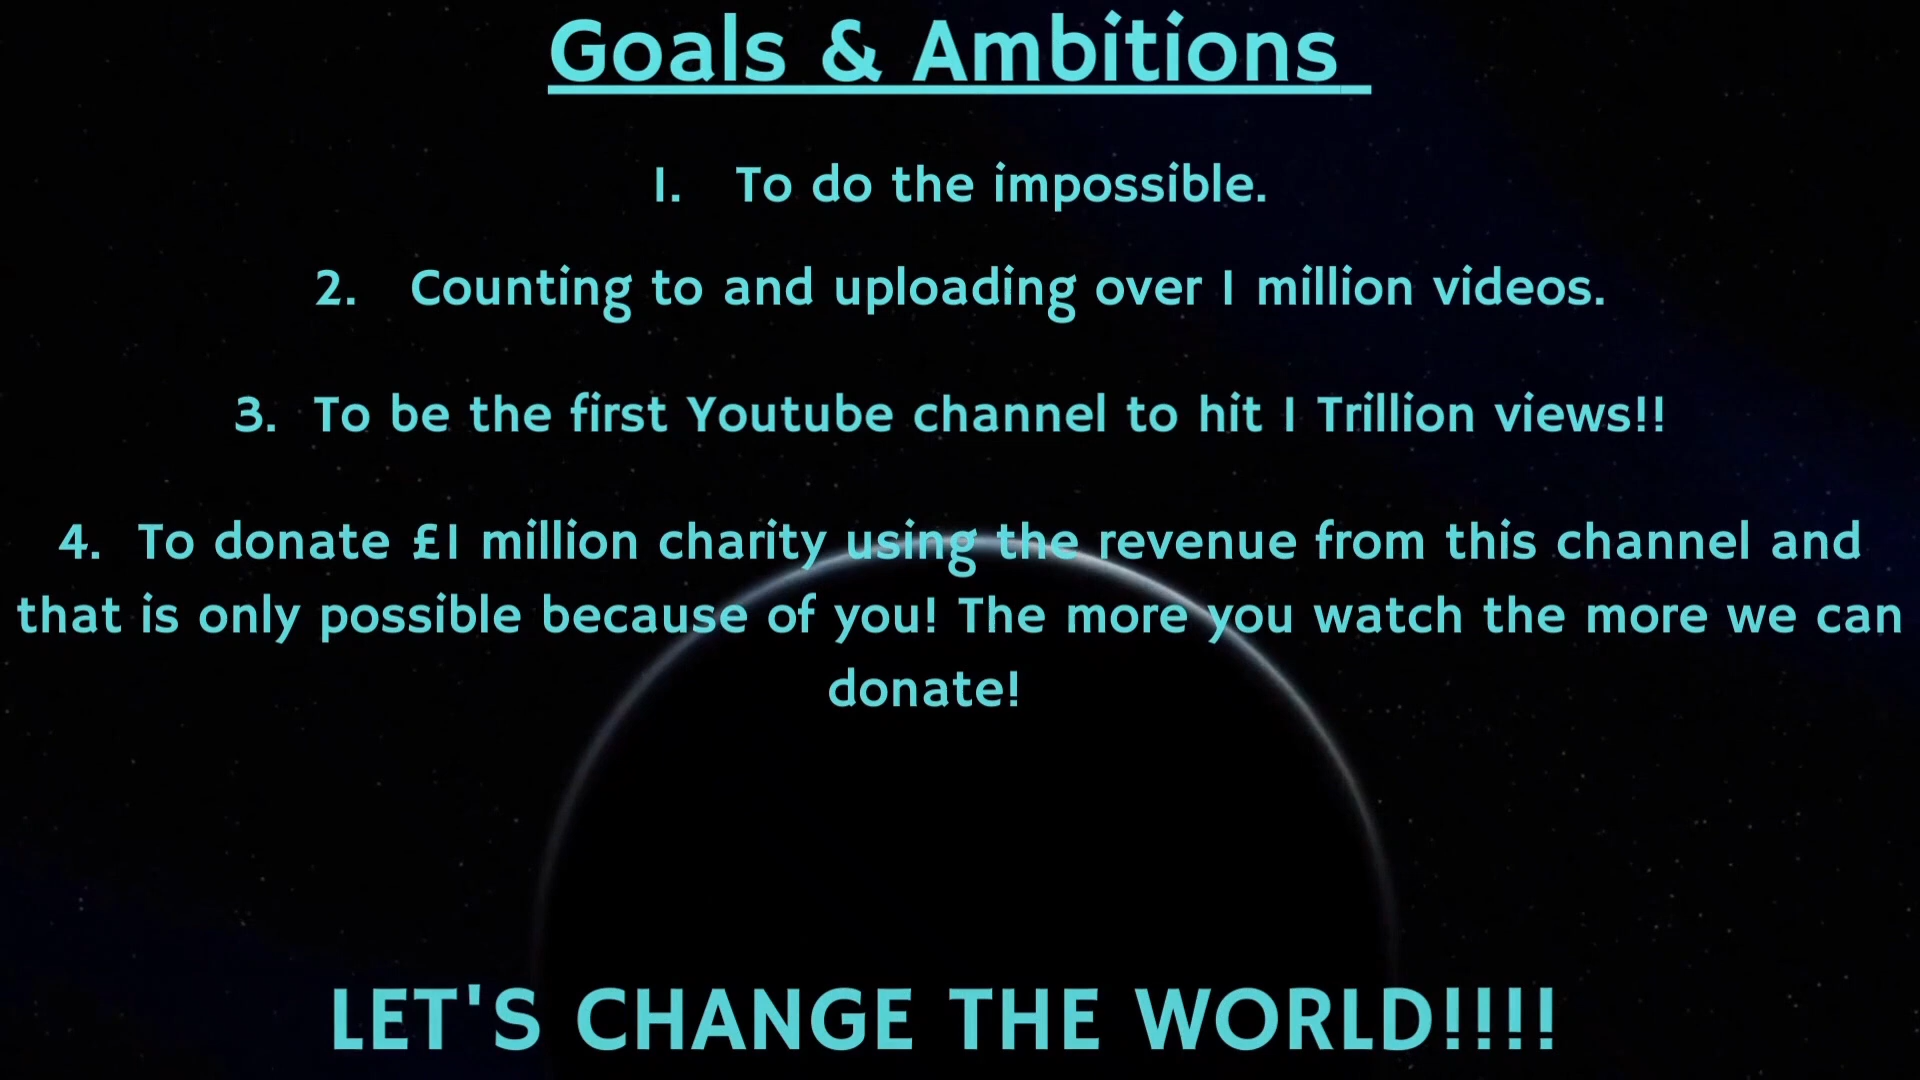 Goals & Ambitions
1. To do the impossible.
2. Counting to and uploading over 1 million videos.
3. To be the first Youtube channel to hit 1 Trillion views!!
4. To donate £1 million charity using the revenue from this channel and
that is only possible because of you! The more you watch the more we can
donate!
LET'S CHANGE THE WORLD!!!!